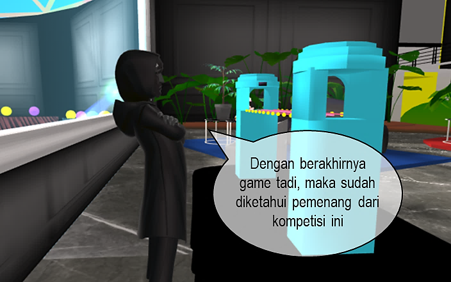 Dengan berakhirnya
game tadi, maka sudah
diketahui pemenang dari
kompetisi ini